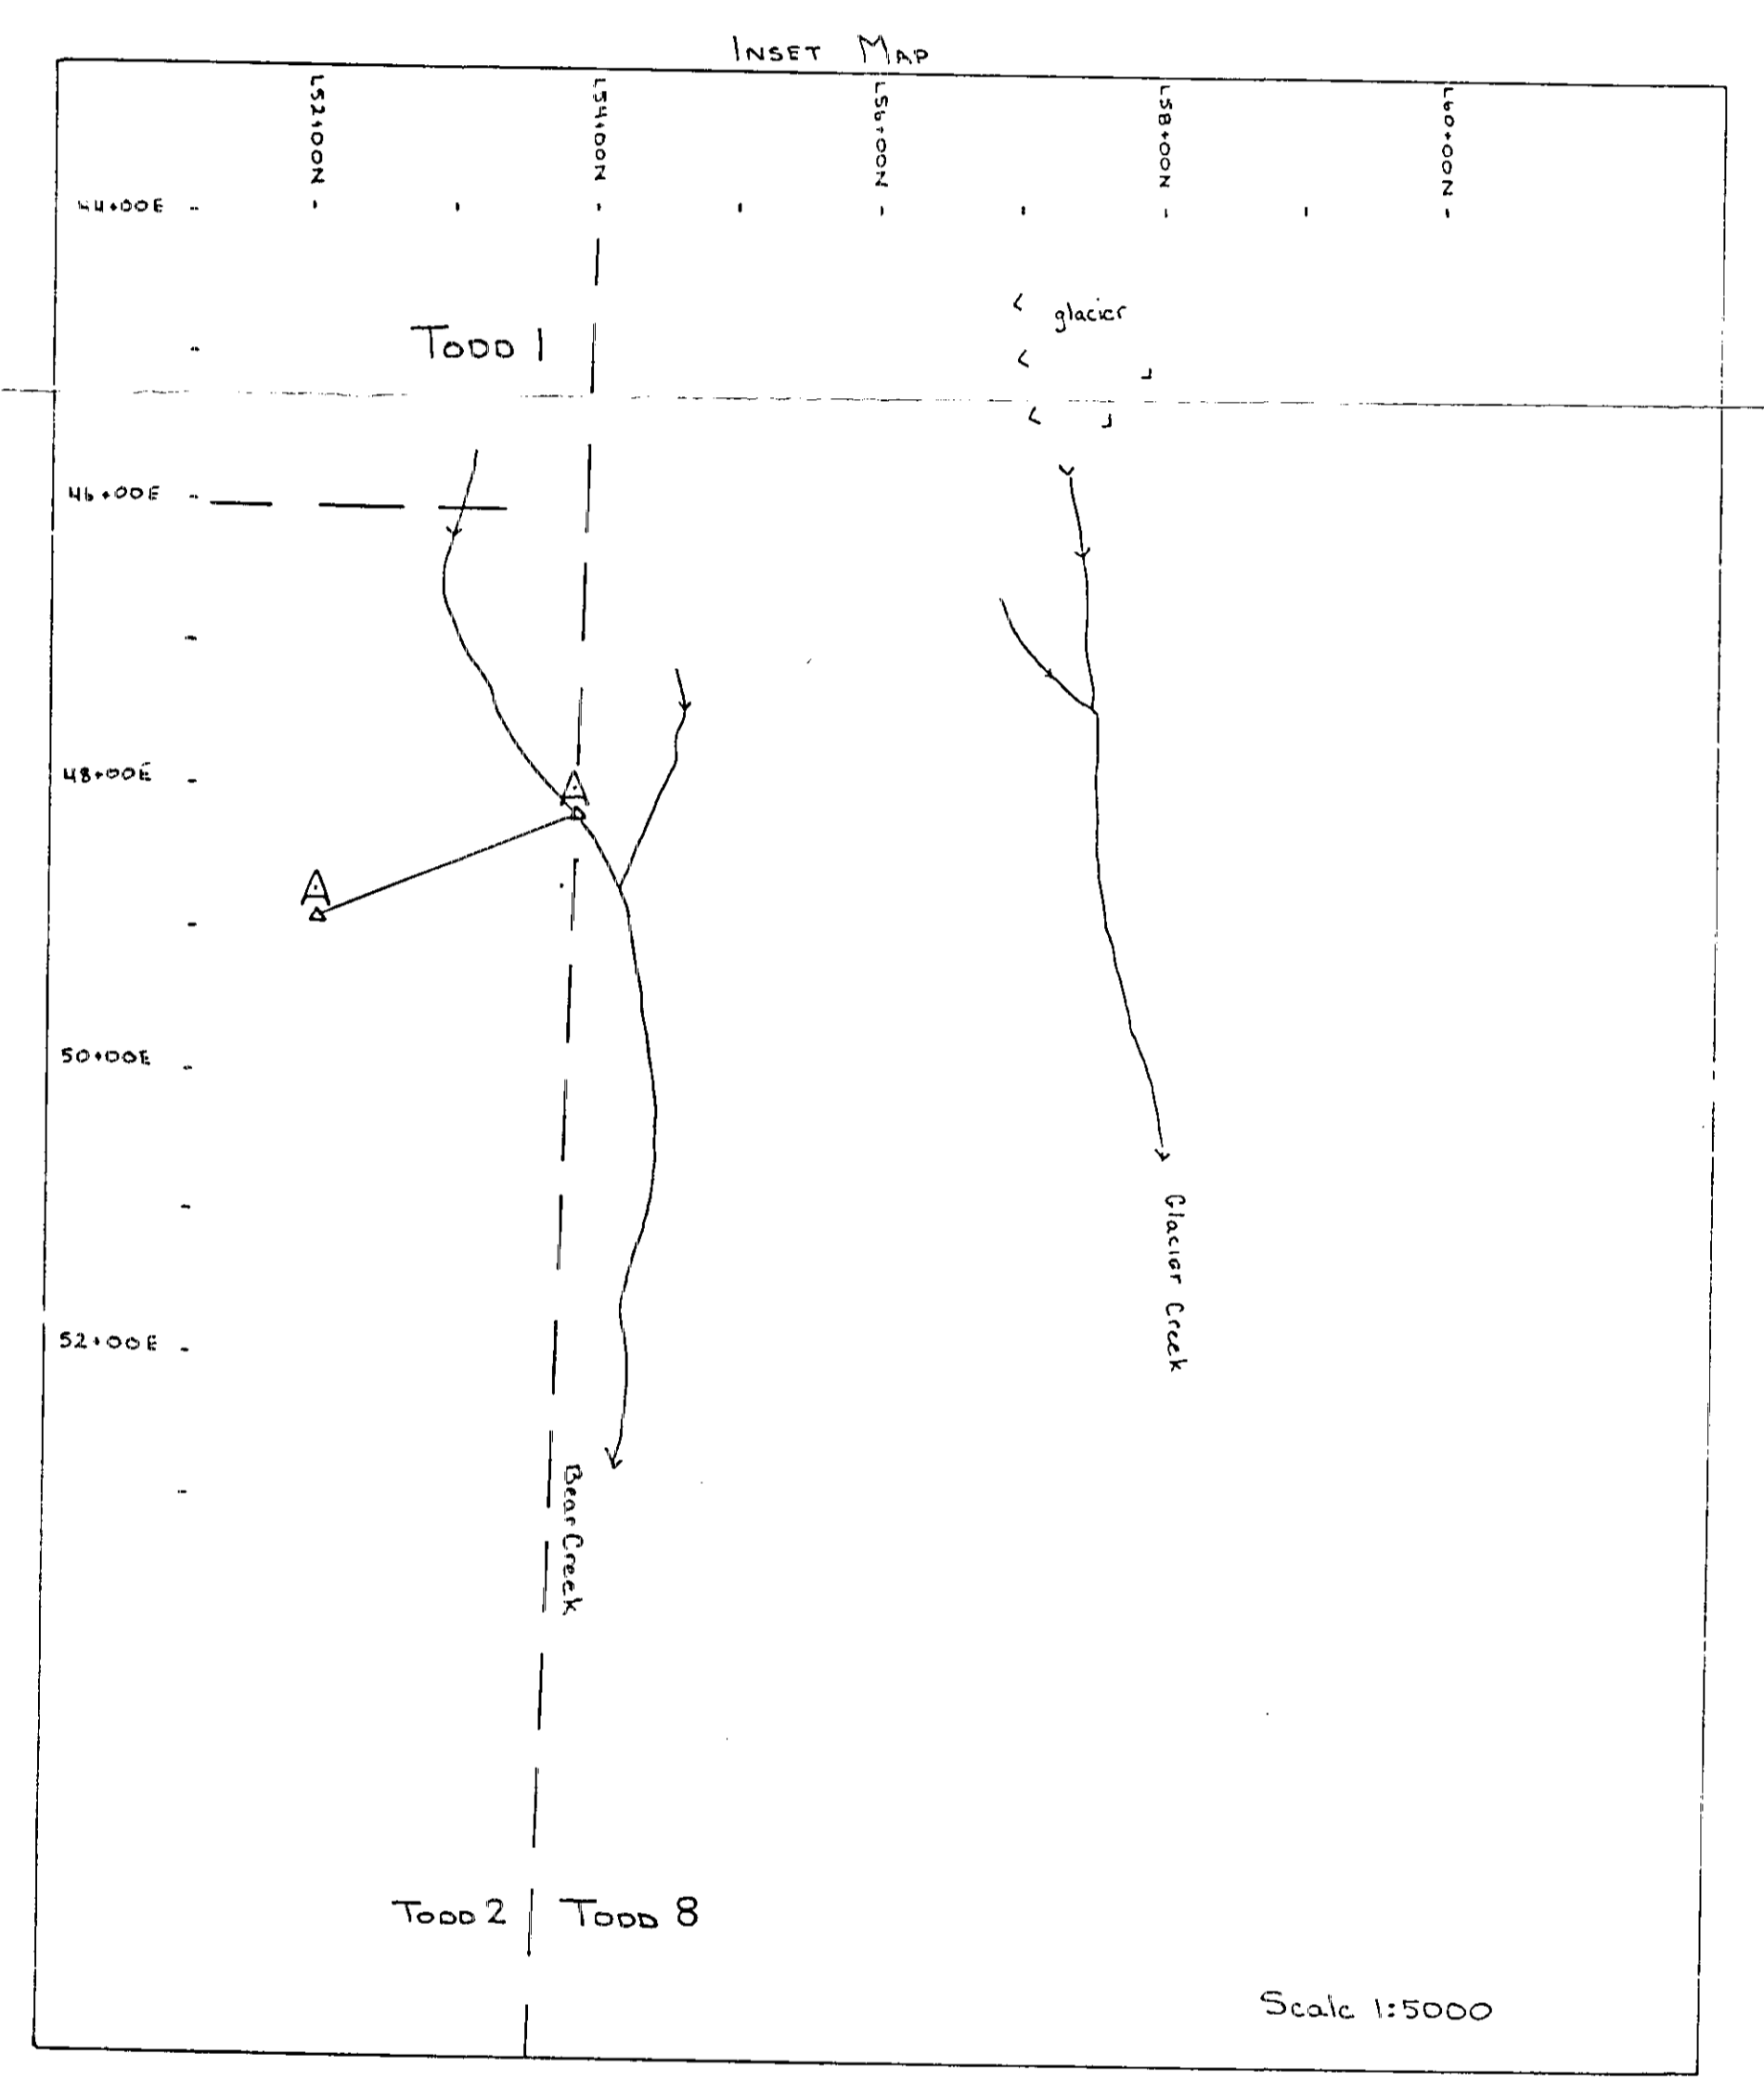 INSET MAP
L52+00N
L54+00N
L56+00N
L58+00N
L60+00N
44+00E
glacier
TODD 1
46+00E
48+00E
A
A
50+00E
Glacier Creek
52+00E
Bear Creek
TODD 2
TODD 8
Scale 1:5000